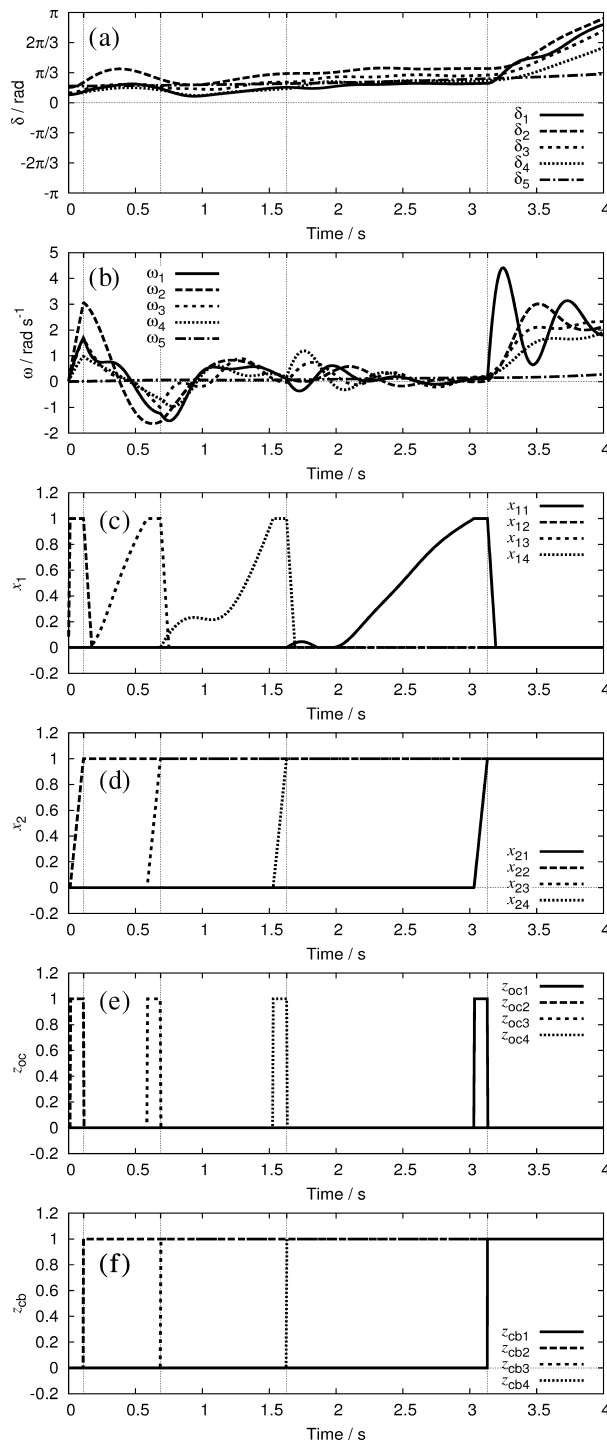 (a)
δ / rad
π
2π/3
π/3
0
-π/3
-2π/3
-π
δ1
δ2
δ3
δ4
δ5
0 0.5 1 1.5 2 2.5 3 3.5 4
Time / s
(b)
ω / rad s-1
5
4
3
2
1
0
-1
-2
ω1
ω2
ω3
ω4
ω5
0 0.5 1 1.5 2 2.5 3 3.5 4
Time / s
(c)
x1
1.2
1
0.8
0.6
0.4
0.2
0
-0.2
x11
x12
x13
x14
0 0.5 1 1.5 2 2.5 3 3.5 4
Time / s
(d)
x2
1.2
1
0.8
0.6
0.4
0.2
0
-0.2
x21
x22
x23
x24
0 0.5 1 1.5 2 2.5 3 3.5 4
Time / s
(e)
zoc
1.2
1
0.8
0.6
0.4
0.2
0
-0.2
zoc1
zoc2
zoc3
zoc4
0 0.5 1 1.5 2 2.5 3 3.5 4
Time / s
(f)
zcb
1.2
1
0.8
0.6
0.4
0.2
0
-0.2
zcb1
zcb2
zcb3
zcb4
0 0.5 1 1.5 2 2.5 3 3.5 4
Time / s